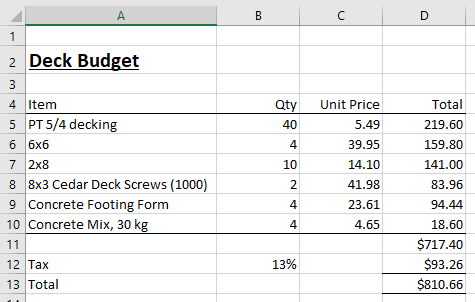 A B C D
1
2 Deck Budget
3
4 Item Qty Unit Price Total
5 PT 5/4 decking 40 5.49 219.60
6 6x6 4 39.95 159.80
7 2x8 10 14.10 141.00
8 8x3 Cedar Deck Screws (1000) 2 41.98 83.96
9 Concrete Footing Form 4 23.61 94.44
10 Concrete Mix, 30 kg 4 4.65 18.60
11 $717.40
12 Tax 13% $93.26
13 Total $810.66